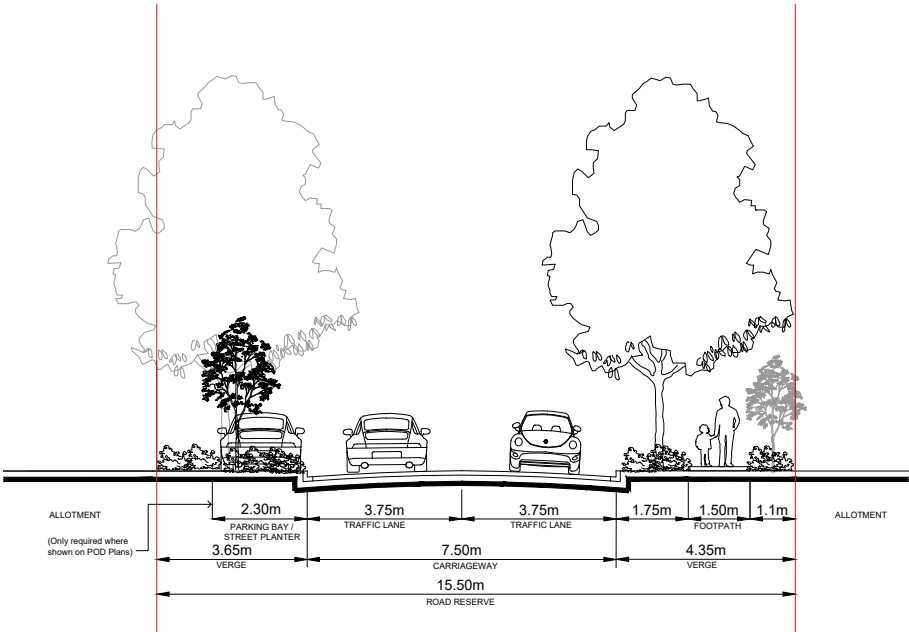 ALLOTMENT
(Only required where
shown on POD Plans)
2.30m
PARKING BAY /
STREET PLANTER
3.75m
TRAFFIC LANE
3.75m
TRAFFIC LANE
1.75m
1.50m
FOOTPATH
1.1m
ALLOTMENT
3.65m
VERGE
7.50m
CARRIAGEWAY
4.35m
VERGE
15.50m
ROAD RESERVE